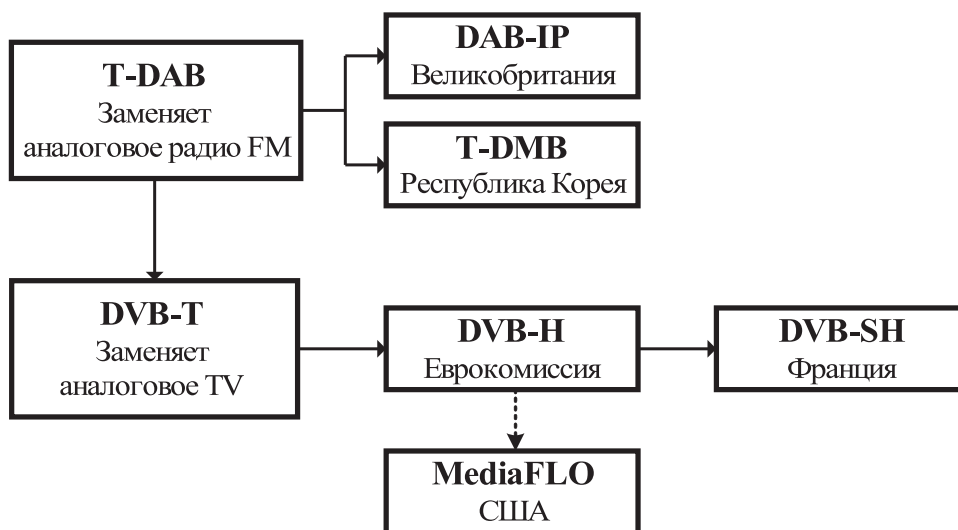 T-DAB
Заменяет
аналоговое радио FM
DAB-IP
Великобритания
T-DMB
Республика Корея
DVB-T
Заменяет
аналоговое TV
DVB-H
Еврокомиссия
DVB-SH
Франция
MediaFLO
США